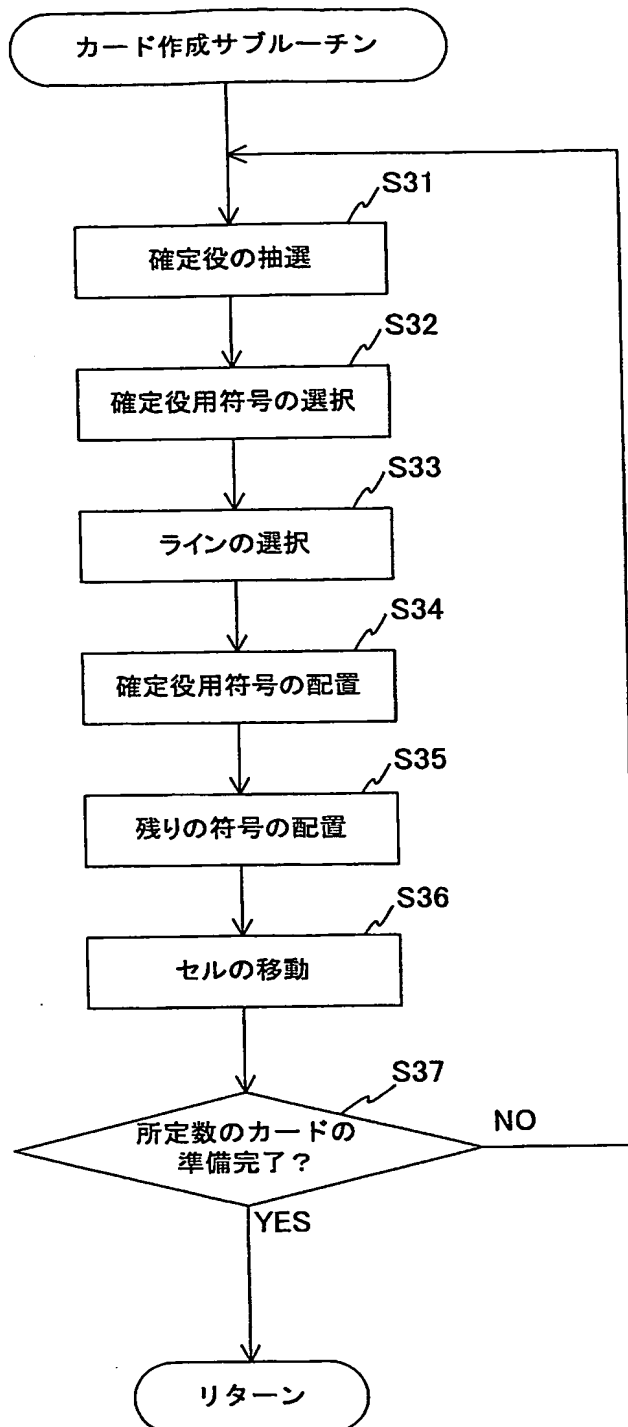 カード作成サブルーチン
S31
確定役の抽選
S32
確定役用符号の選択
S33
ラインの選択
S34
確定役用符号の配置
S35
残りの符号の配置
S36
セルの移動
S37
所定数のカードの
準備完了？
NO
YES
リターン